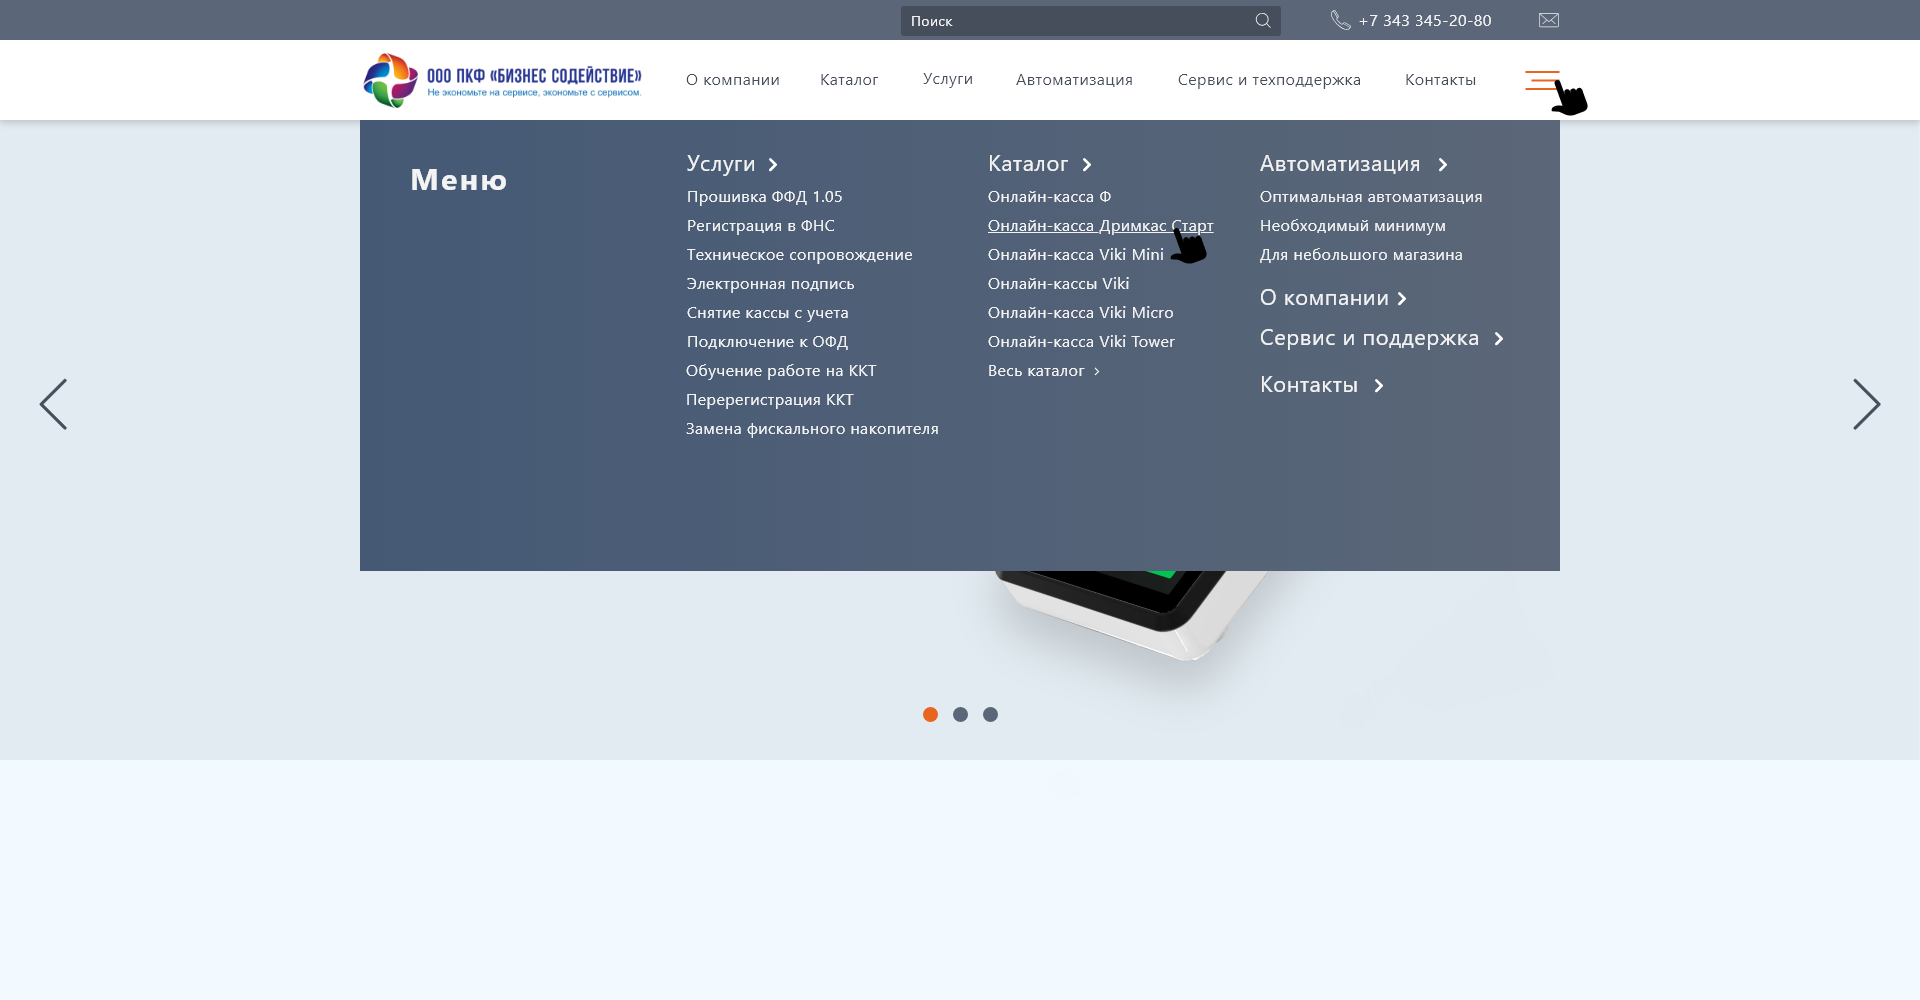 Поиск
+7 343 345-20-80
ООО ПКФ «БИЗНЕС СОДЕЙСТВИЕ»
Не экономьте на сервисе, экономьте с сервисом.
О компании
Каталог
Услуги
Автоматизация
Сервис и техподдержка
Контакты
Меню
Услуги
Прошивка ФФД 1.05
Регистрация в ФНС
Техническое сопровождение
Электронная подпись
Снятие кассы с учета
Подключение к ОФД
Обучение работе на ККТ
Перерегистрация ККТ
Замена фискального накопителя
Каталог
Онлайн-касса Ф
Онлайн-касса Дримкас Старт
Онлайн-касса Viki Mini
Онлайн-кассы Viki
Онлайн-касса Viki Micro
Онлайн-касса Viki Tower
Весь каталог
Автоматизация
Оптимальная автоматизация
Необходимый минимум
Для небольшого магазина
О компании
Сервис и поддержка
Контакты